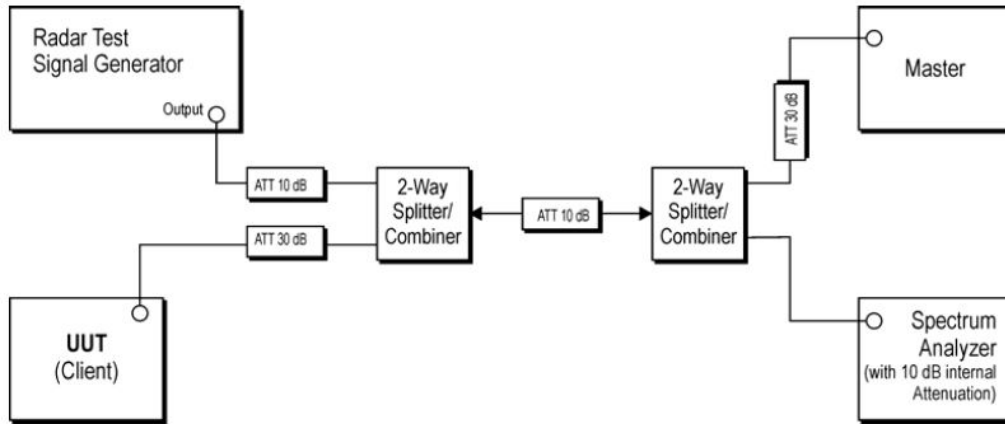 Radar Test
Signal Generator
Output
ATT 10 dB
ATT 30 dB
UUT
(Client)
2-Way
Splitter/
Combiner
ATT 10 dB
2-Way
Splitter/
Combiner
ATT 30 dB
Master
Spectrum
Analyzer
(with 10 dB internal
Attenuation)